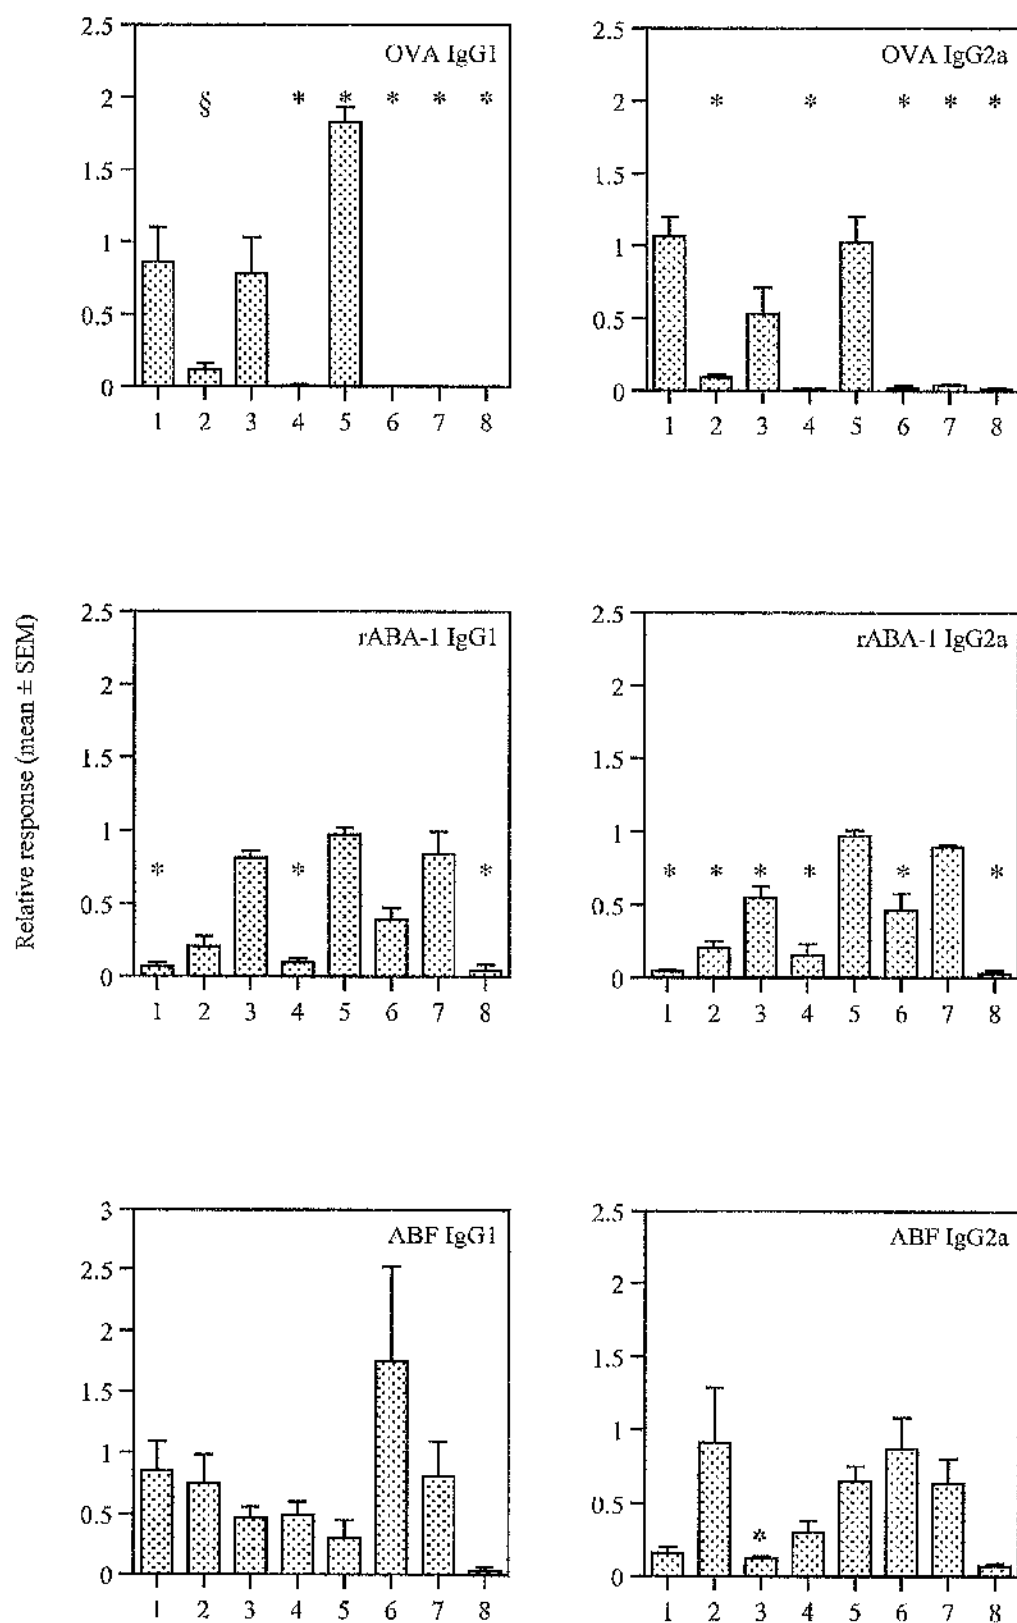 Relative response (mean ± SEM)
OVA IgG1
2.5
2
1.5
1
0.5
0
§ * * * * *
1 2 3 4 5 6 7 8
OVA IgG2a
2.5
2
1.5
1
0.5
0
* * * * *
1 2 3 4 5 6 7 8
rABA-1 IgG1
2.5
2
1.5
1
0.5
0
* * *
1 2 3 4 5 6 7 8
rABA-1 IgG2a
2.5
2
1.5
1
0.5
0
* * * * * *
1 2 3 4 5 6 7 8
ABF IgG1
3
2.5
2
1.5
1
0.5
0
1 2 3 4 5 6 7 8
ABF IgG2a
2.5
2
1.5
1
0.5
0
*
1 2 3 4 5 6 7 8